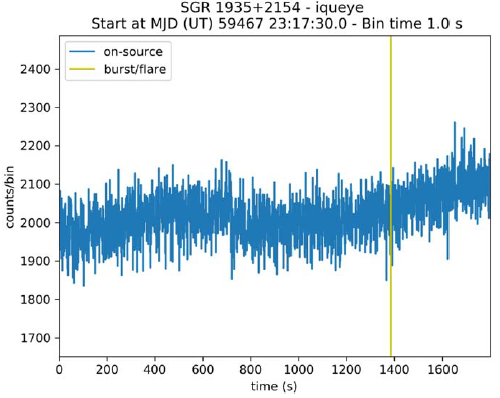 SGR 1935+2154 - iqueye
Start at MJD (UT) 59467 23:17:30.0 - Bin time 1.0 s
on-source
burst/flare
counts/bin
2400
2300
2200
2100
2000
1900
1800
1700
0 200 400 600 800 1000 1200 1400 1600
time (s)